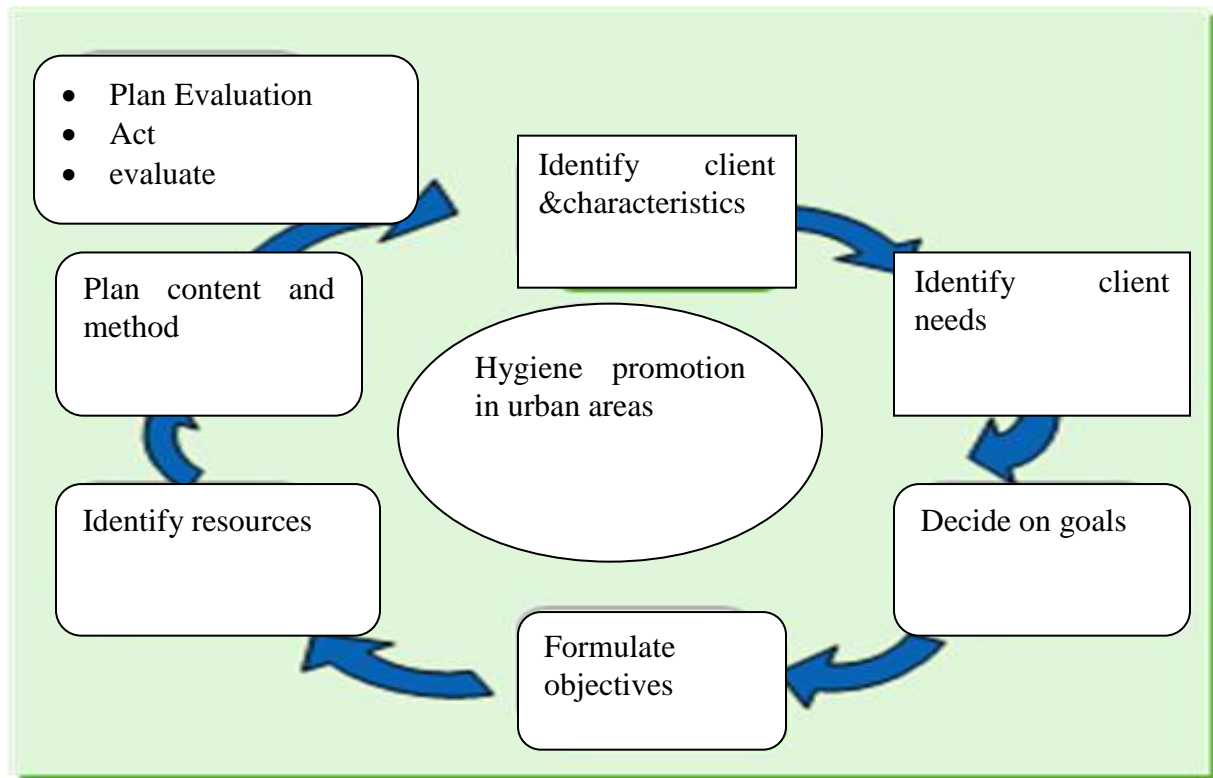 • Plan Evaluation
• Act
• evaluate
Identify client
&characteristics
Identify client
needs
Plan content and
method
Hygiene promotion
in urban areas
Identify resources
Decide on goals
Formulate
objectives